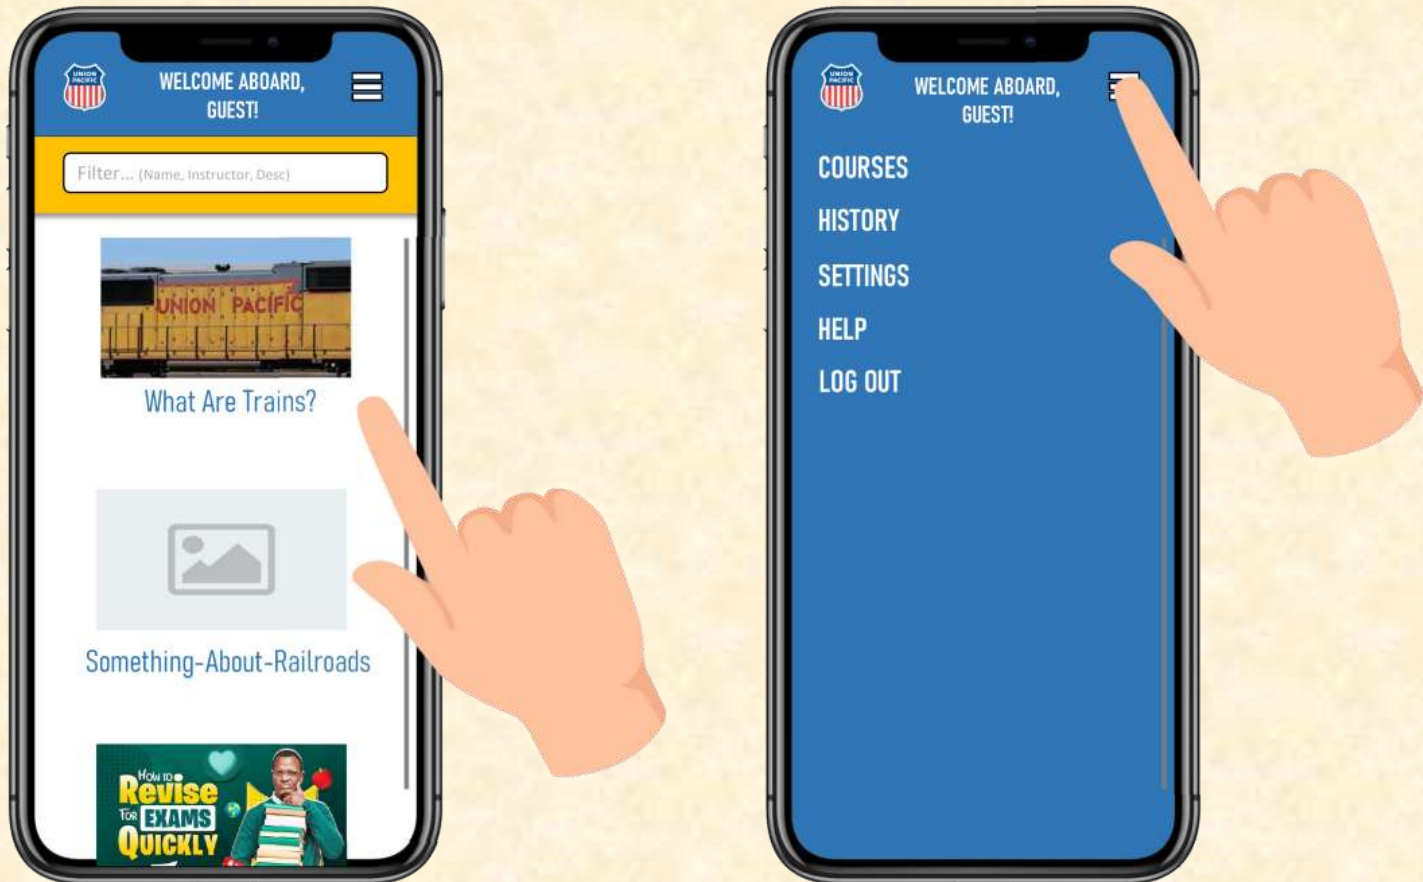 UNION
PACIFIC
WELCOME ABOARD,
GUEST!
Filter... (Name, Instructor, Desc)
UNION PACIFIC
What Are Trains?
Something-About-Railroads
HOW TO
Revise
FOR EXAMS
QUICKLY
UNION
PACIFIC
WELCOME ABOARD,
GUEST!
COURSES
HISTORY
SETTINGS
HELP
LOG OUT